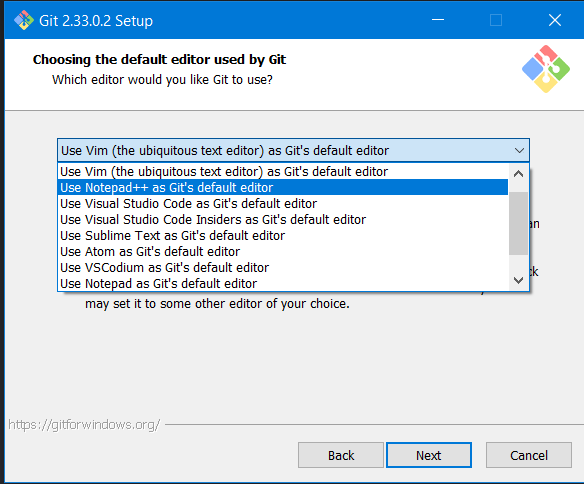 Git 2.33.0.2 Setup
Choosing the default editor used by Git
Which editor would you like Git to use?
Use Vim (the ubiquitous text editor) as Git's default editor
Use Vim (the ubiquitous text editor) as Git's default editor
Use Notepad++ as Git's default editor
Use Visual Studio Code as Git's default editor
Use Visual Studio Code Insiders as Git's default editor
Use Sublime Text as Git's default editor
Use Atom as Git's default editor
Use VSCodium as Git's default editor
Use Notepad as Git's default editor
may set it to some other editor of your choice.
https://gitforwindows.org/
Back
Next
Cancel